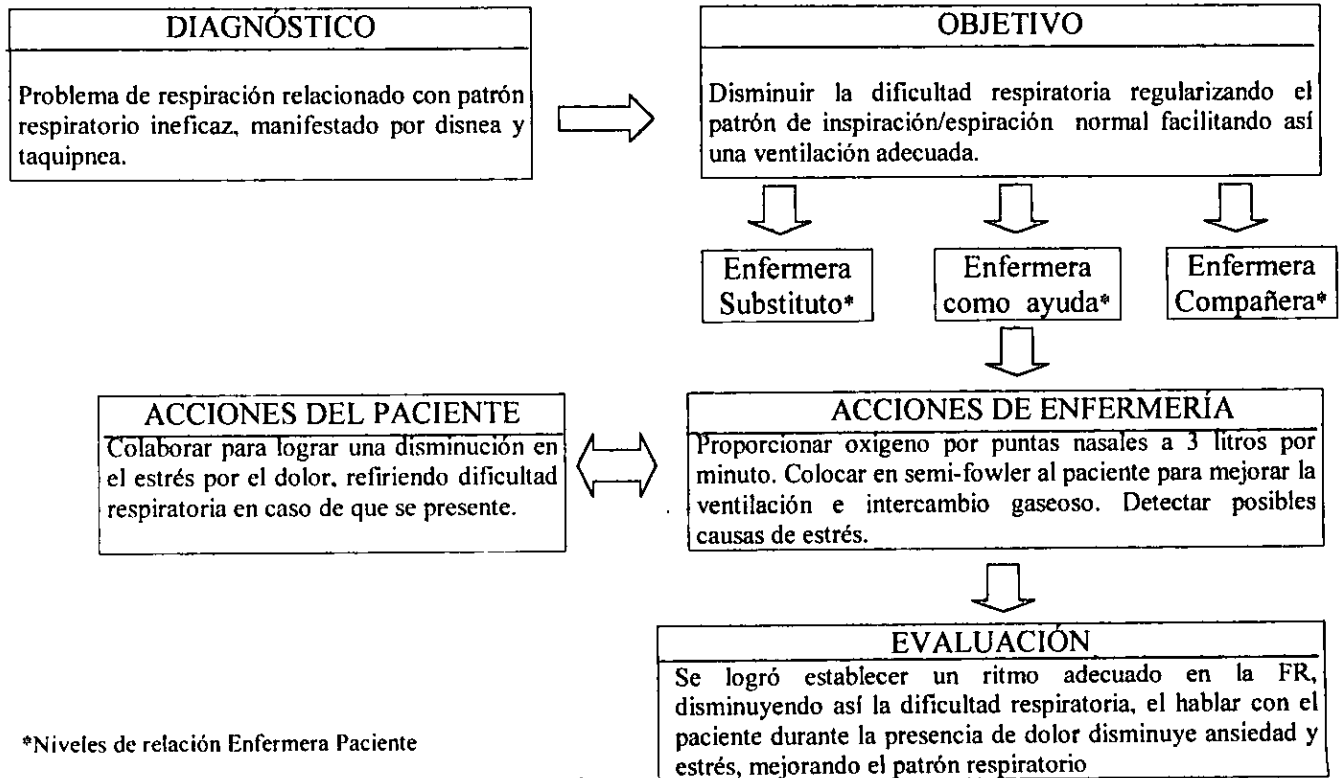 DIAGNÓSTICO
Problema de respiración relacionado con patrón
respiratorio ineficaz, manifestado por disnea y
taquipnea.
OBJETIVO
Disminuir la dificultad respiratoria regularizando el
patrón de inspiración/espiración normal facilitando así
una ventilación adecuada.
Enfermera
Substituto*
Enfermera
como ayuda*
Enfermera
Compañera*
ACCIONES DEL PACIENTE
Colaborar para lograr una disminución en
el estrés por el dolor, refiriendo dificultad
respiratoria en caso de que se presente.
ACCIONES DE ENFERMERÍA
Proporcionar oxigeno por puntas nasales a 3 litros por
minuto. Colocar en semi-fowler al paciente para mejorar la
ventilación e intercambio gaseoso. Detectar posibles
causas de estrés.
EVALUACIÓN
Se logró establecer un ritmo adecuado en la FR,
disminuyendo así la dificultad respiratoria, el hablar con el
paciente durante la presencia de dolor disminuye ansiedad y
estrés, mejorando el patrón respiratorio
*Niveles de relación Enfermera Paciente